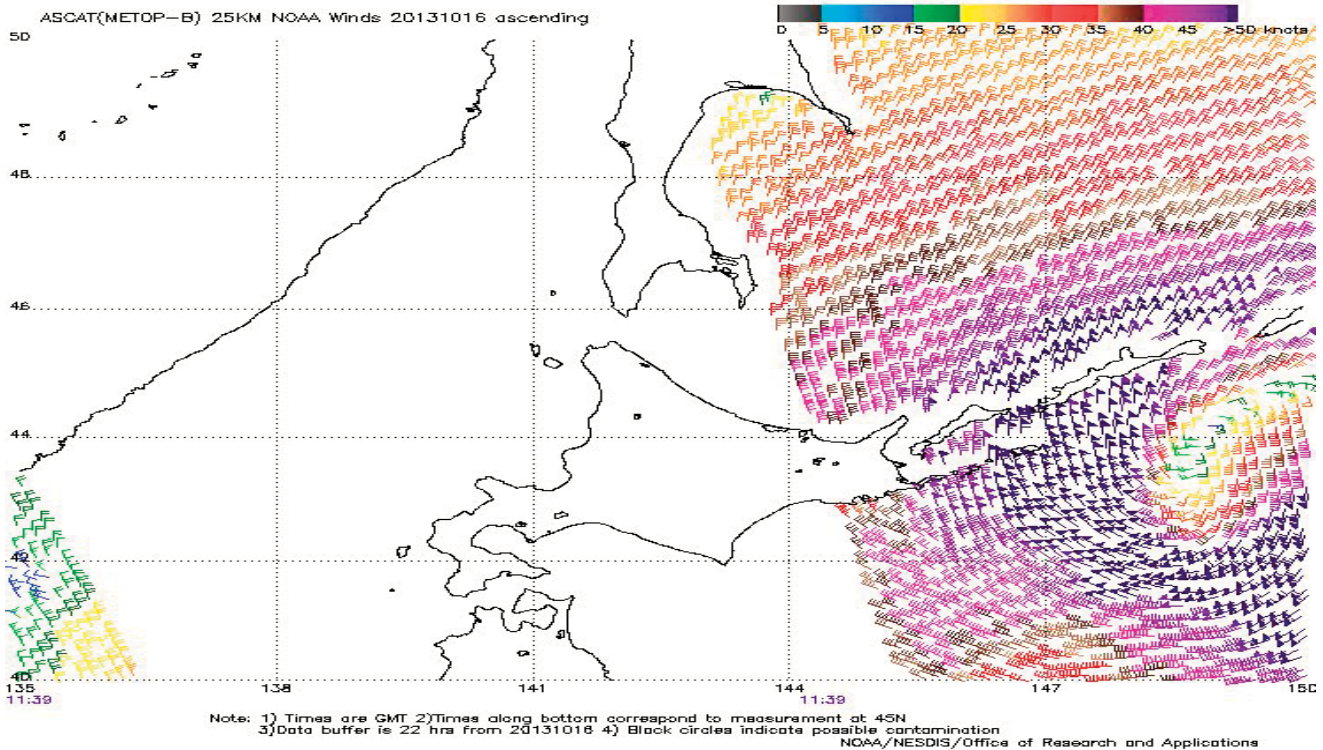 ASCAT(METOP-B) 25KM NOAA Winds 20131016 ascending
0 5 10 15 20 25 30 35 40 45 >50 knots
50
48
46
44
42
40
135 138 141 144 147 150
11:39 11:39
Note: 1) Times are GMT 2)Times along bottom correspond to measurement at 45N
3)Data buffer is 22 hrs from 20131016 4) Black circles indicate possible contamination
NOAA/NESDIS/Office of Research and Applications